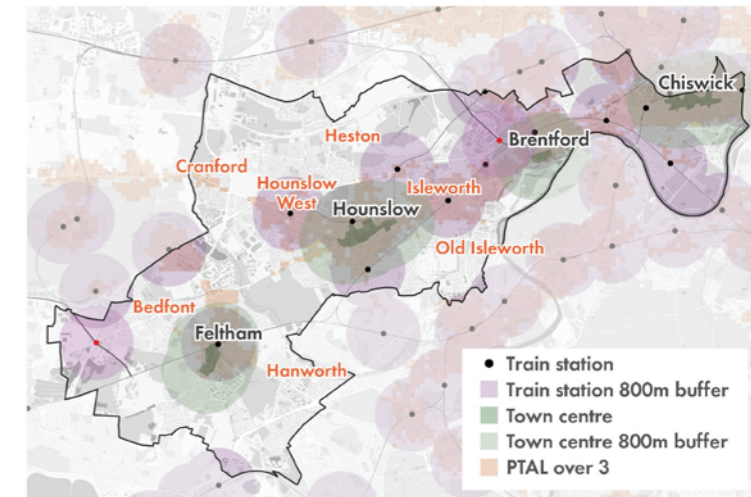 Chiswick
Heston
Brentford
Cranford
Hounslow
West
Isleworth
Hounslow
Old Isleworth
Bedfont
Feltham
Hanworth
Train station
Train station 800m buffer
Town centre
Town centre 800m buffer
PTAL over 3